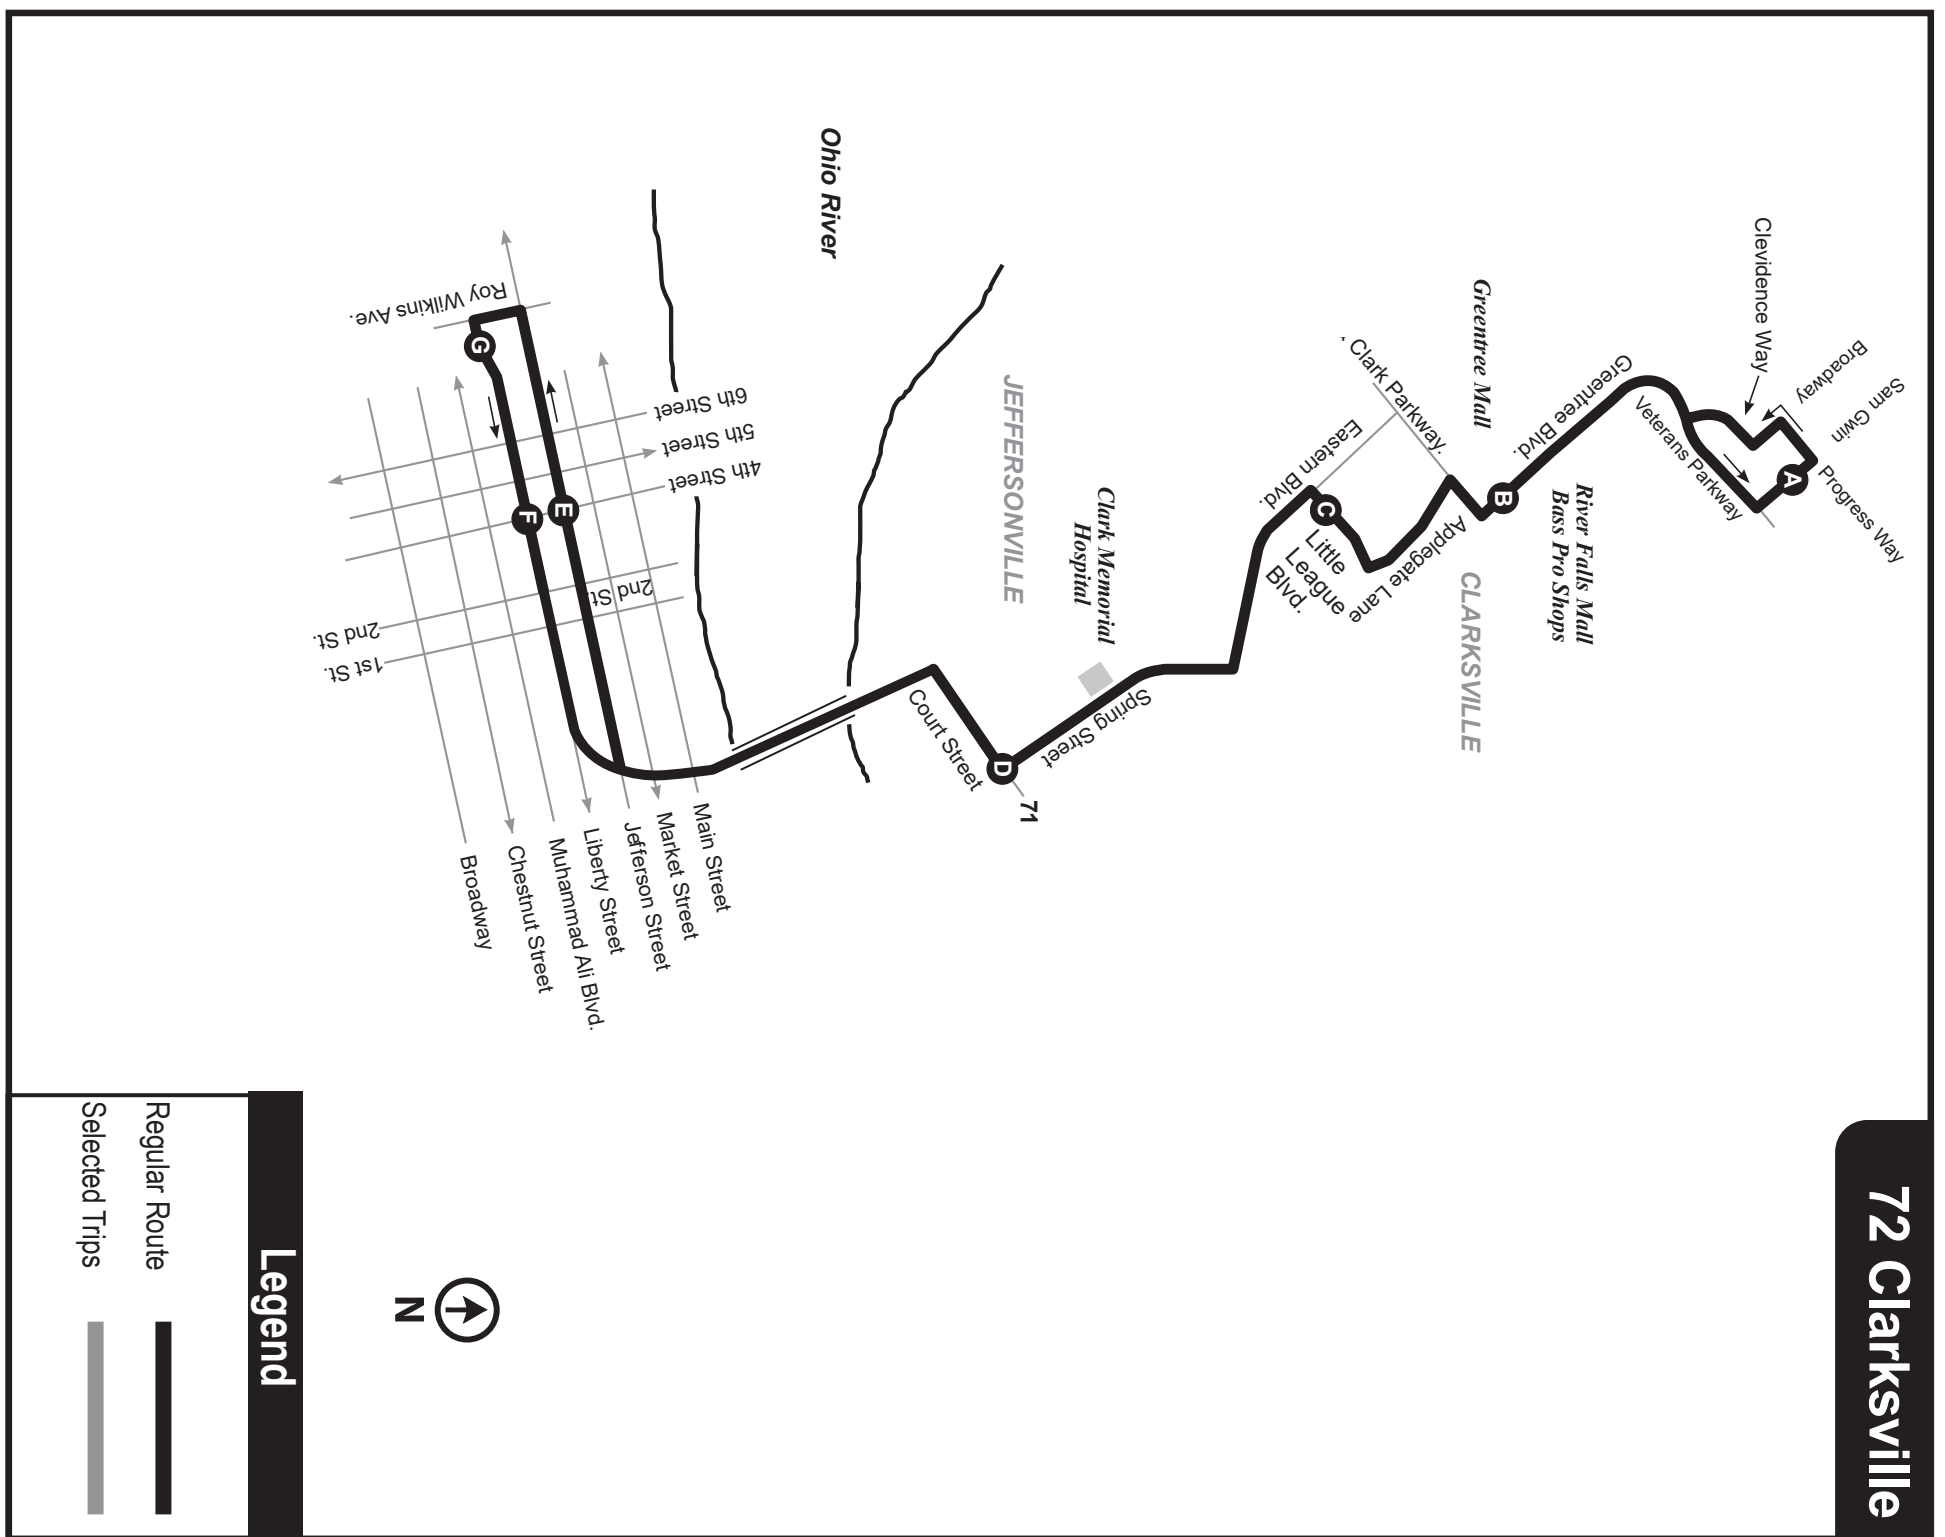 72 Clarksville
Sam Gwin
Broadway
Progress Way
A
Clevidence Way
Veterans Parkway
Greentree Blvd.
River Falls Mall
Bass Pro Shops
B
Greentree Mall
CLARKSVILLE
Clark Parkway.
Applegate Lane
Eastern Blvd.
C
Little
League
Blvd.
Clark Memorial
Hospital
Spring Street
JEFFERSONVILLE
71
D
Court Street
Ohio River
6th Street
5th Street
4th Street
2nd St.
2nd St.
1st St.
Roy Wilkins Ave.
E
F
G
Main Street
Market Street
Jefferson Street
Liberty Street
Muhammad Ali Blvd.
Chestnut Street
Broadway
N
Legend
Regular Route
Selected Trips